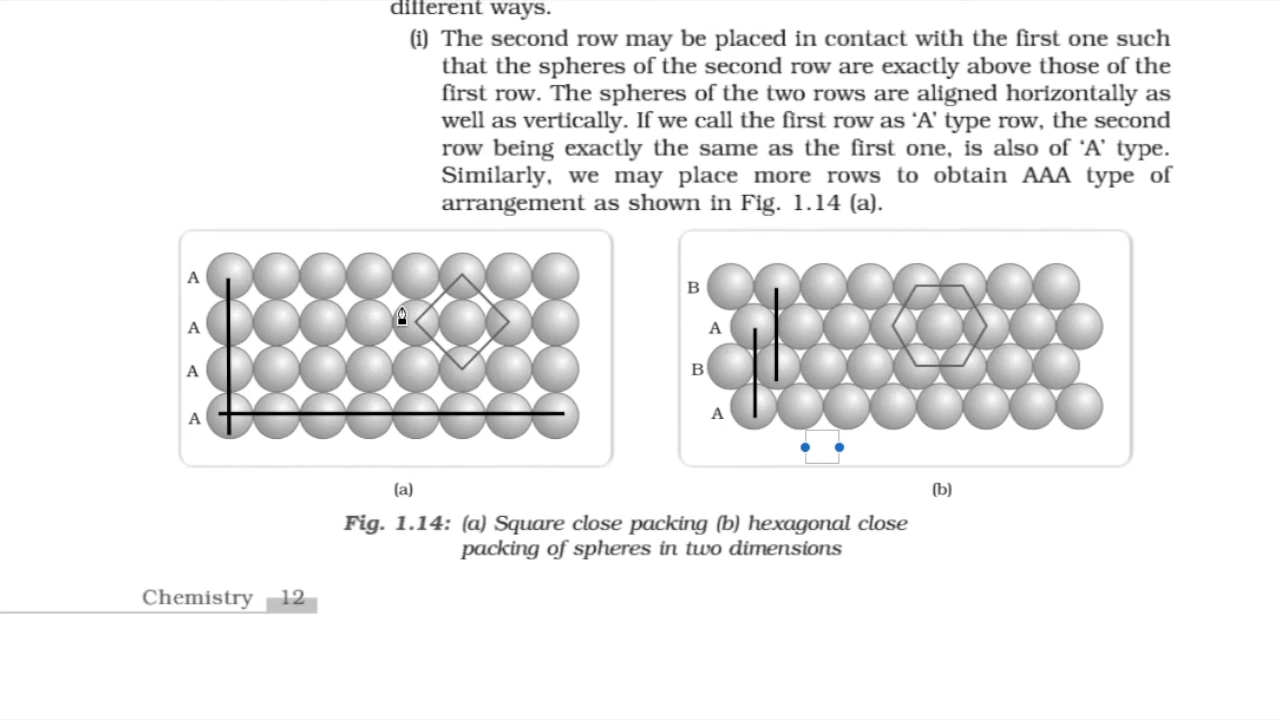 different ways.
(i) The second row may be placed in contact with the first one such
that the spheres of the second row are exactly above those of the
first row. The spheres of the two rows are aligned horizontally as
well as vertically. If we call the first row as ‘A’ type row, the second
row being exactly the same as the first one, is also of ‘A’ type.
Similarly, we may place more rows to obtain AAA type of
arrangement as shown in Fig. 1.14 (a).
A
A
A
A
B
A
B
A
(a)
(b)
Fig. 1.14: (a) Square close packing (b) hexagonal close
packing of spheres in two dimensions
Chemistry 12